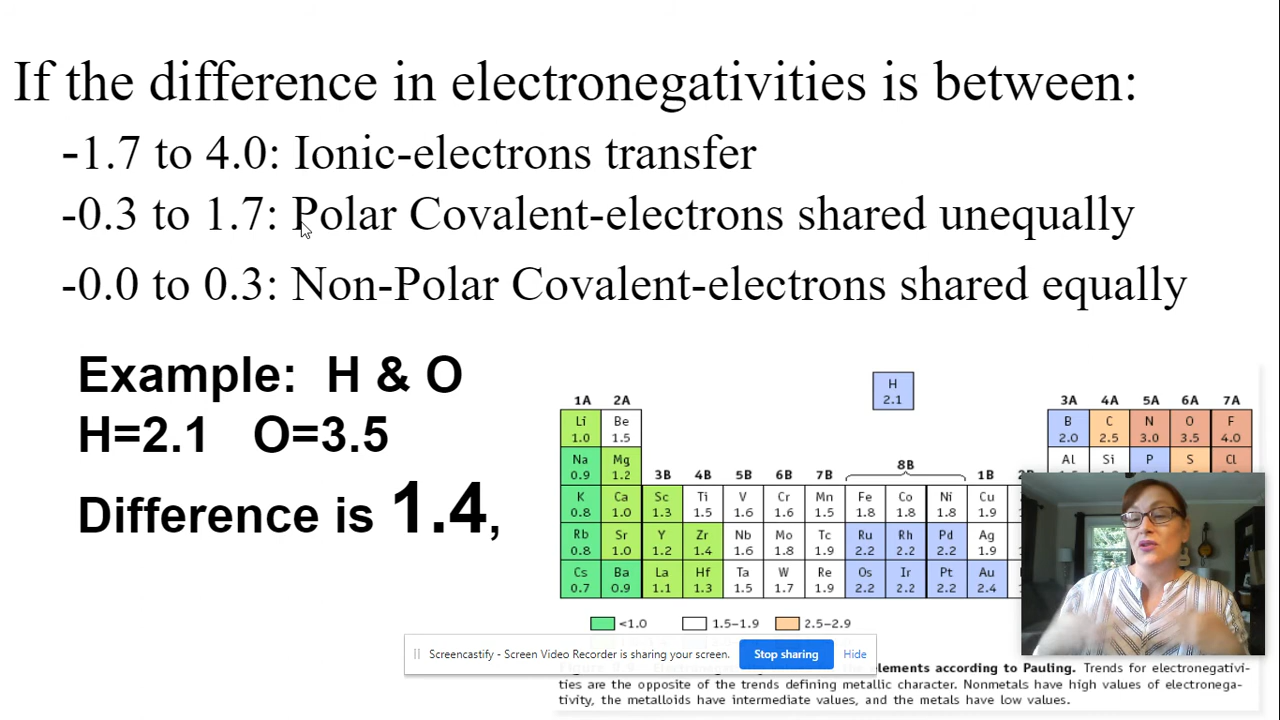 If the difference in electronegativities is between:
-1.7 to 4.0: Ionic-electrons transfer
-0.3 to 1.7: Polar Covalent-electrons shared unequally
-0.0 to 0.3: Non-Polar Covalent-electrons shared equally
Example: H & O
H=2.1 O=3.5
Difference is 1.4,
H
2.1
1A 2A 3A 4A 5A 6A 7A
Li Be B C N O F
1.0 1.5 2.0 2.5 3.0 3.5 4.0
Na Mg Al Si P S Cl
0.9 1.2
3B 4B 5B 6B 7B 8B 1B
K Ca Sc Ti V Cr Mn Fe Co Ni Cu
0.8 1.0 1.3 1.5 1.6 1.6 1.5 1.8 1.8 1.8 1.9
Rb Sr Y Zr Nb Mo Tc Ru Rh Pd Ag
0.8 1.0 1.2 1.4 1.6 1.8 1.9 2.2 2.2 2.2 1.9
Cs Ba La Hf Ta W Re Os Ir Pt Au
0.7 0.9 1.1 1.3 1.5 1.7 1.9 2.2 2.2 2.2 2.4
<1.0 1.5–1.9 2.5–2.9
Screencastify - Screen Video Recorder is sharing your screen. Stop sharing Hide
elements according to Pauling. Trends for electronegativi-
ties are the opposite of the trends defining metallic character. Nonmetals have high values of electronega-
tivity, the metalloids have intermediate values, and the metals have low values.